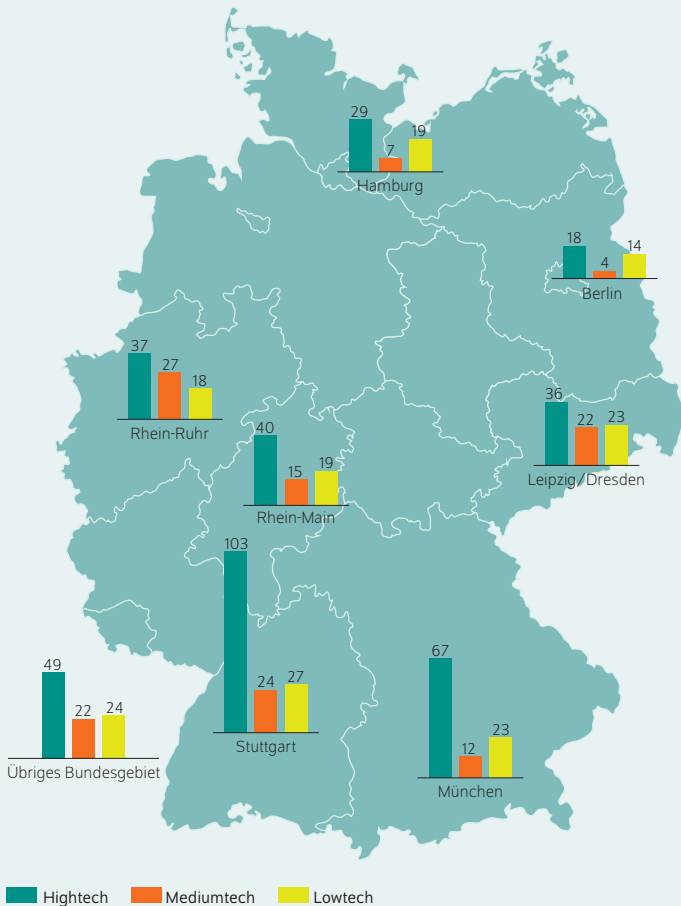 29
7
19
Hamburg
18
4
14
Berlin
37
27
18
Rhein-Ruhr
36
22
23
Leipzig/Dresden
40
15
19
Rhein-Main
103
24
27
Stuttgart
49
22
24
Übriges Bundesgebiet
67
12
23
München
Hightech Mediumtech Lowtech